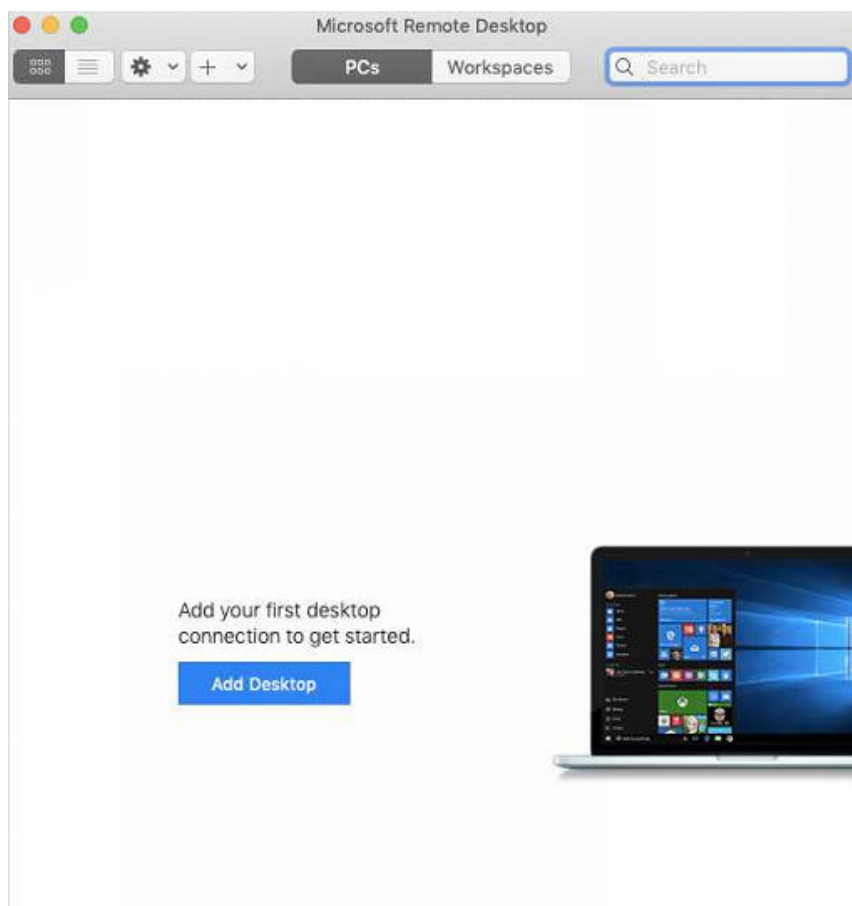 Microsoft Remote Desktop
PCs
Workspaces
Search
Add your first desktop
connection to get started.
Add Desktop